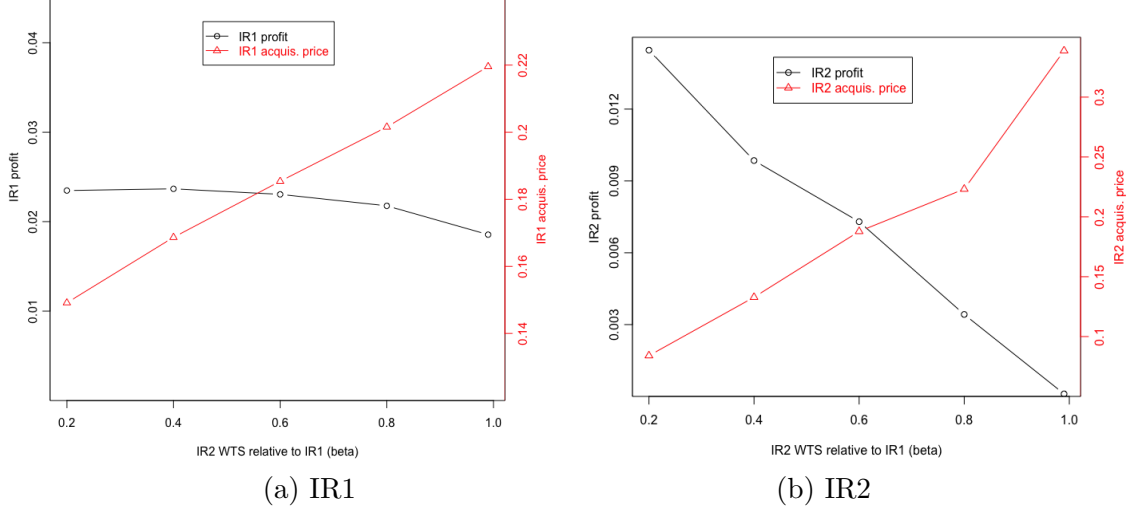 IR1 profit
IR1 acquis. price
0.04
0.03
0.02
0.01
IR1 profit
0.22
0.2
0.18
0.16
0.14
IR1 acquis. price
0.2
0.4
0.6
0.8
1.0
IR2 WTS relative to IR1 (beta)
(a) IR1
IR2 profit
IR2 acquis. price
0.012
0.009
0.006
0.003
IR2 profit
0.3
0.25
0.2
0.15
0.1
IR2 acquis. price
0.2
0.4
0.6
0.8
1.0
IR2 WTS relative to IR1 (beta)
(b) IR2